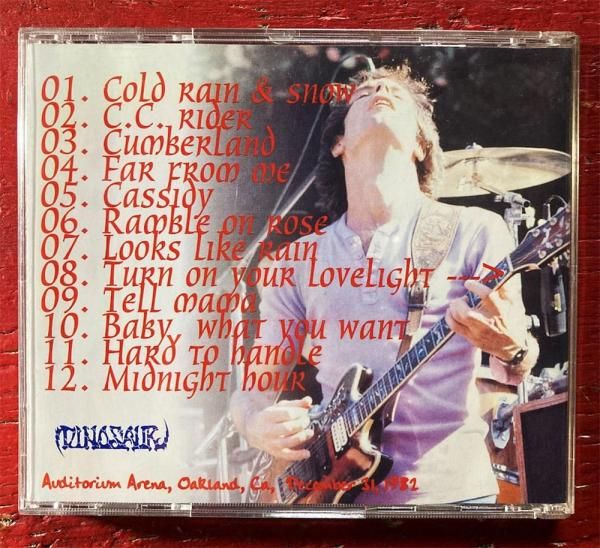 01. Cold rain & snow
02. C.C. rider
03. Cumberland
04. Far from me
05. Cassidy
06. Ramble on rose
07. Looks like rain
08. Turn on your lovelight --->
09. Tell mama
10. Baby, what you want
11. Hard to handle
12. Midnight hour
DINOSAUR
Auditorium Arena, Oakland, Ca, December 31, 1982